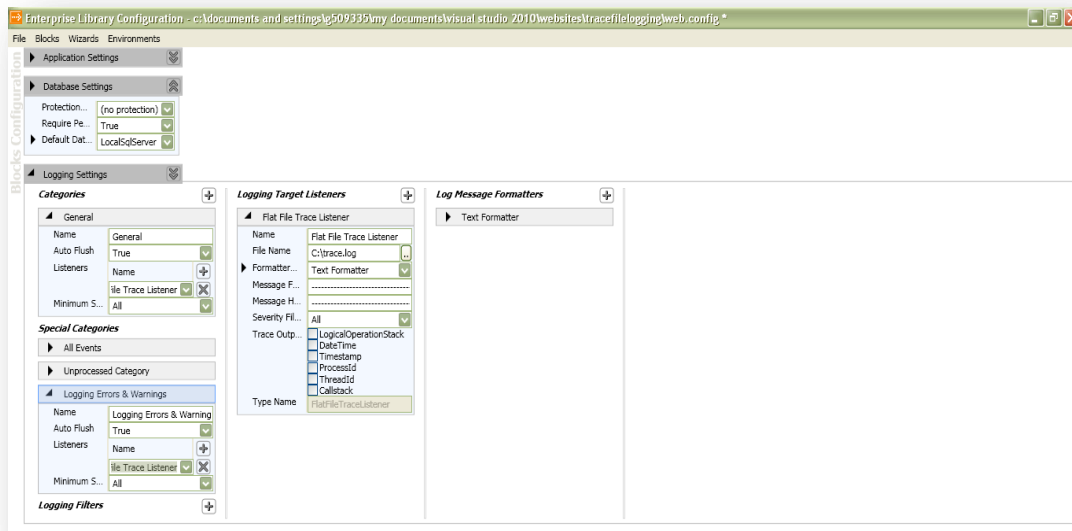 Enterprise Library Configuration - c:\documents and settings\g509335\my documents\visual studio 2010\websites\tracefilelogging\web.config *
File Blocks Wizards Environments
Blocks Configuration
Application Settings
Database Settings
Protection... (no protection)
Require Pe... True
Default Dat... LocalSqlServer
Logging Settings
Categories
General
Name General
Auto Flush True
Listeners Name
ile Trace Listener
Minimum S... All
Special Categories
All Events
Unprocessed Category
Logging Errors & Warnings
Name Logging Errors & Warning
Auto Flush True
Listeners Name
ile Trace Listener
Minimum S... All
Logging Filters
Logging Target Listeners
Flat File Trace Listener
Name Flat File Trace Listener
File Name C:\trace.log ...
Formatter... Text Formatter
Message F... ------------------------------
Message H... ------------------------------
Severity Fil... All
Trace Outp... LogicalOperationStack
DateTime
Timestamp
ProcessId
ThreadId
Callstack
Type Name FlatFileTraceListener
Log Message Formatters
Text Formatter